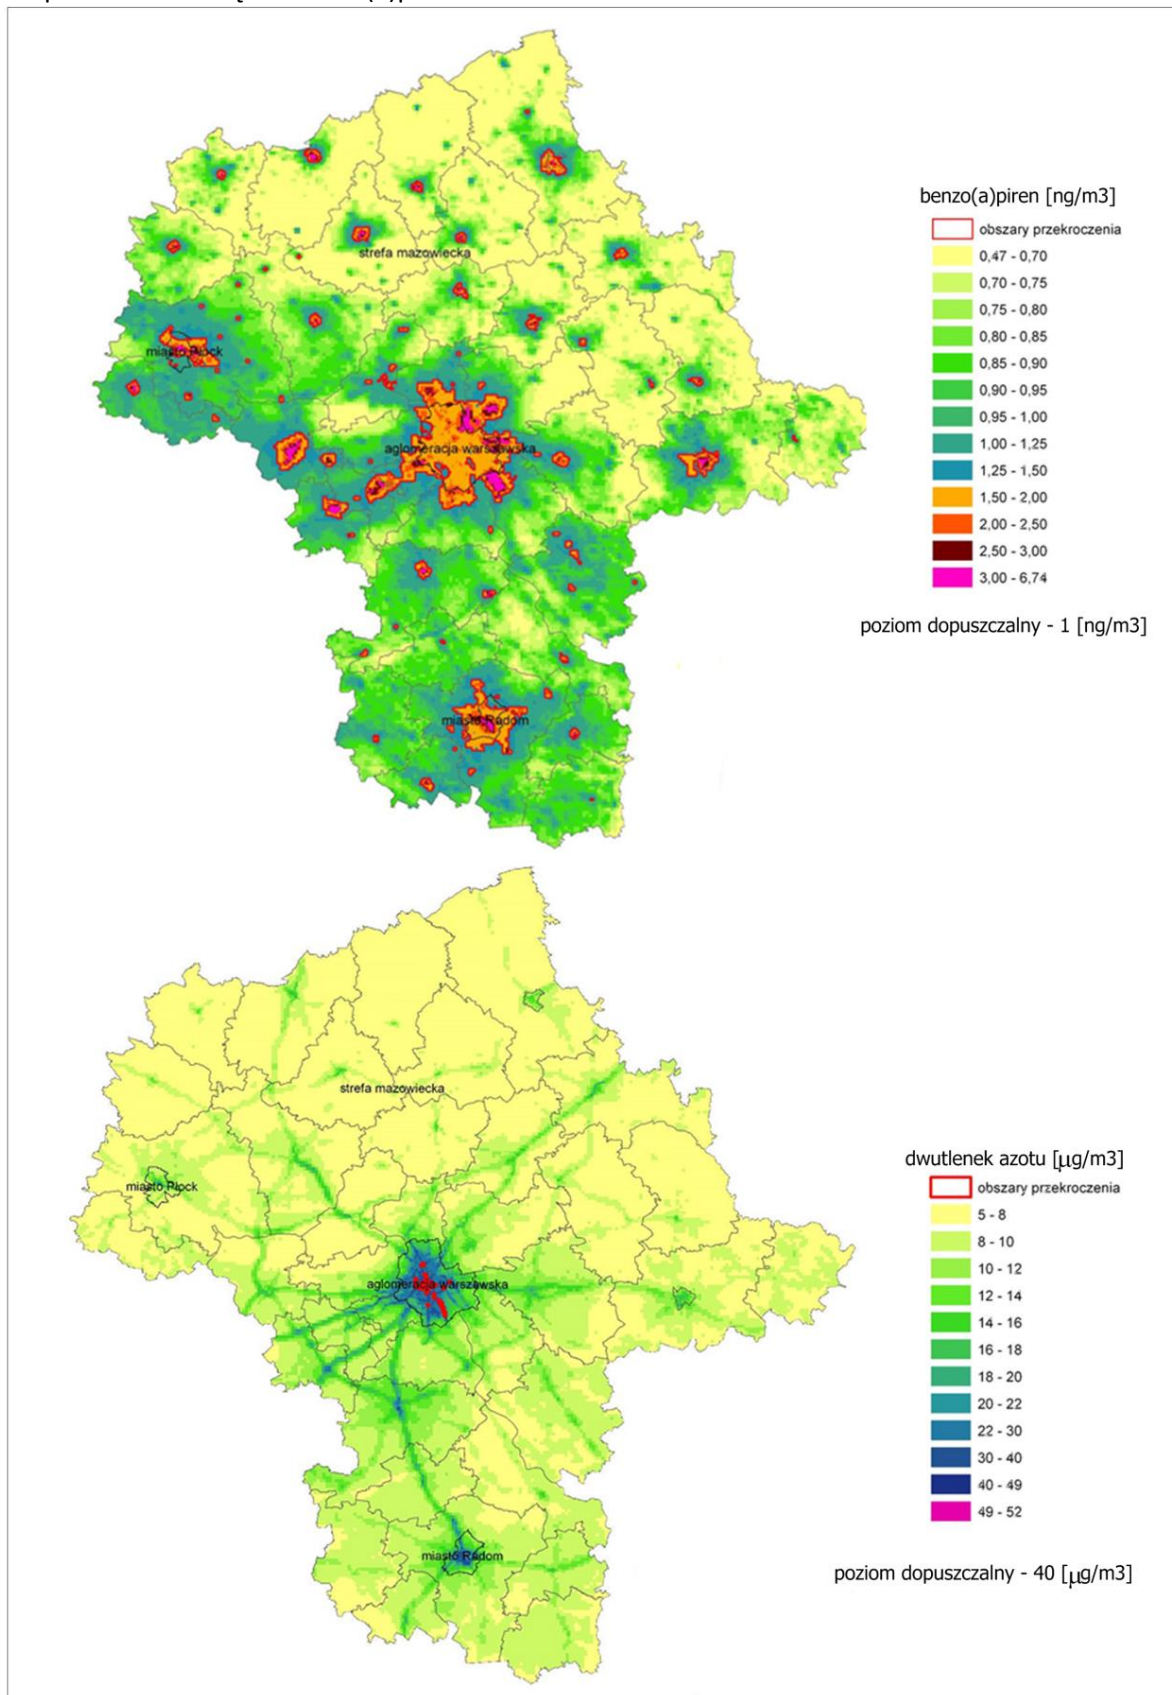 strefa mazowiecka
miasto Płock
aglomeracja warszawska
miasto Radom
benzo(a)piren [ng/m3]
obszary przekroczenia
0,47 - 0,70
0,70 - 0,75
0,75 - 0,80
0,80 - 0,85
0,85 - 0,90
0,90 - 0,95
0,95 - 1,00
1,00 - 1,25
1,25 - 1,50
1,50 - 2,00
2,00 - 2,50
2,50 - 3,00
3,00 - 6,74
poziom dopuszczalny - 1 [ng/m3]
strefa mazowiecka
miasto Płock
aglomeracja warszawska
miasto Radom
dwutlenek azotu [µg/m3]
obszary przekroczenia
5 - 8
8 - 10
10 - 12
12 - 14
14 - 16
16 - 18
18 - 20
20 - 22
22 - 30
30 - 40
40 - 49
49 - 52
poziom dopuszczalny - 40 [µg/m3]